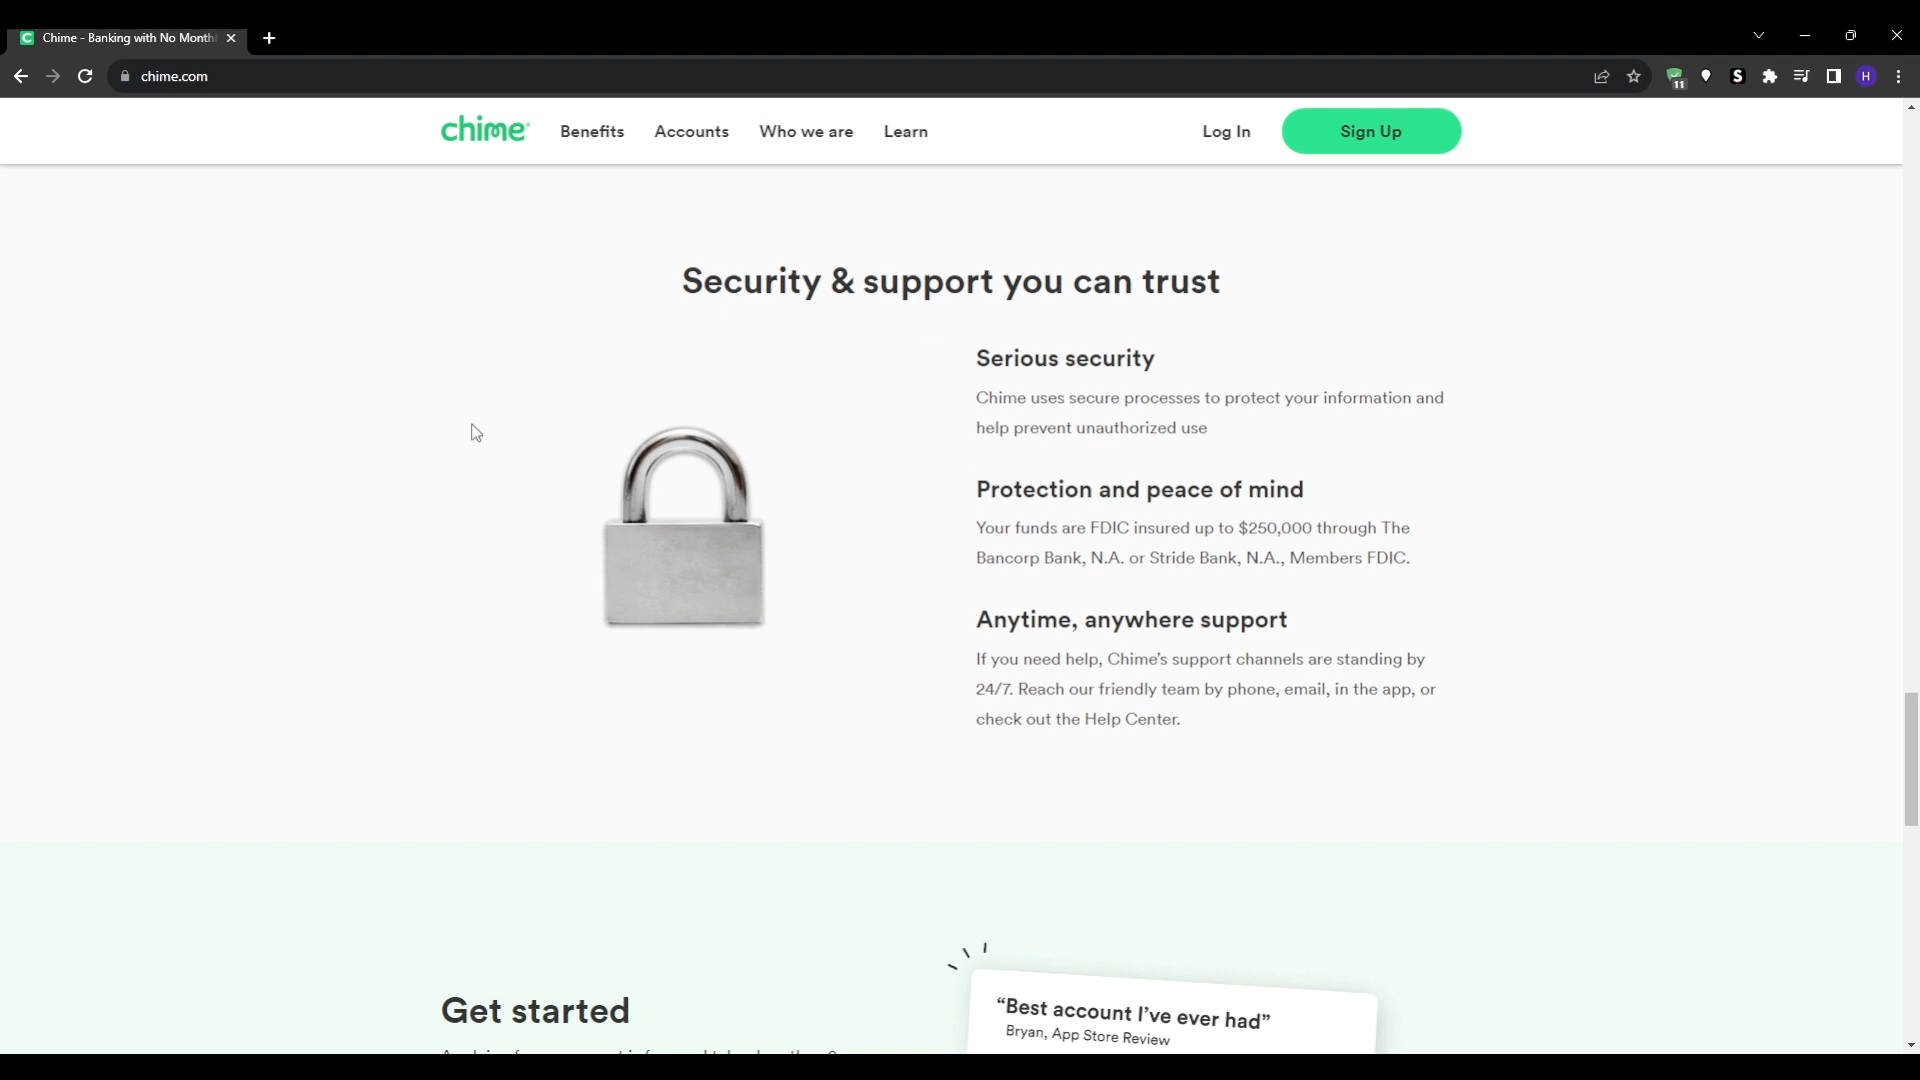 Chime - Banking with No Month
chime.com
11
S
H
chime
Benefits
Accounts
Who we are
Learn
Log In
Sign Up
Security & support you can trust
Serious security
Chime uses secure processes to protect your information and
help prevent unauthorized use
Protection and peace of mind
Your funds are FDIC insured up to $250,000 through The
Bancorp Bank, N.A. or Stride Bank, N.A., Members FDIC.
Anytime, anywhere support
If you need help, Chime’s support channels are standing by
24/7. Reach our friendly team by phone, email, in the app, or
check out the Help Center.
Get started
“Best account I’ve ever had”
Bryan, App Store Review